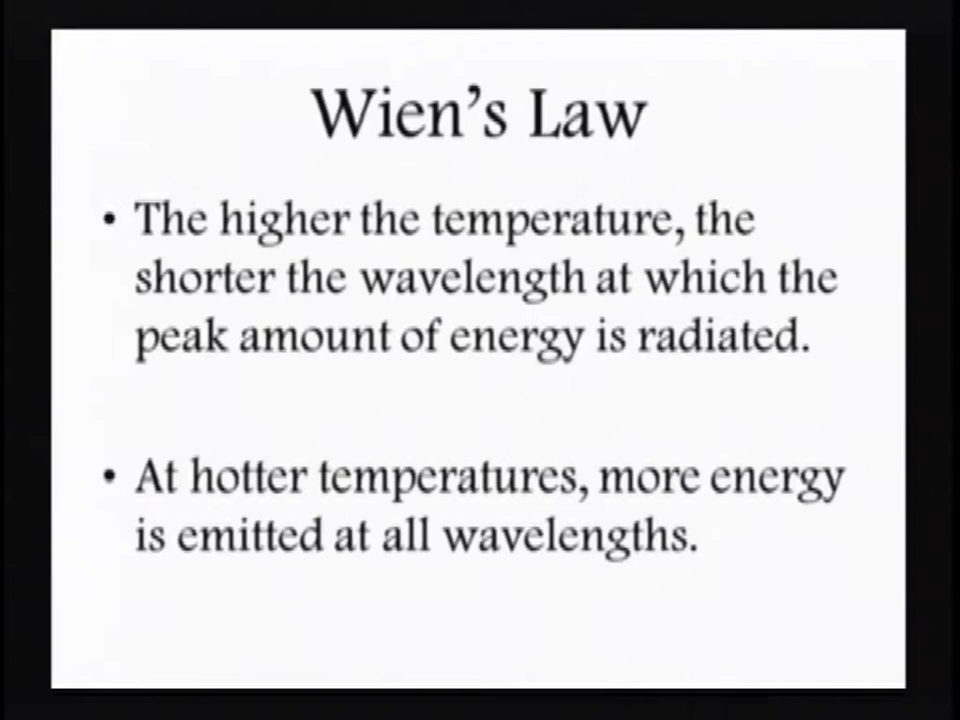 Wien's Law
• The higher the temperature, the
shorter the wavelength at which the
peak amount of energy is radiated.
• At hotter temperatures, more energy
is emitted at all wavelengths.